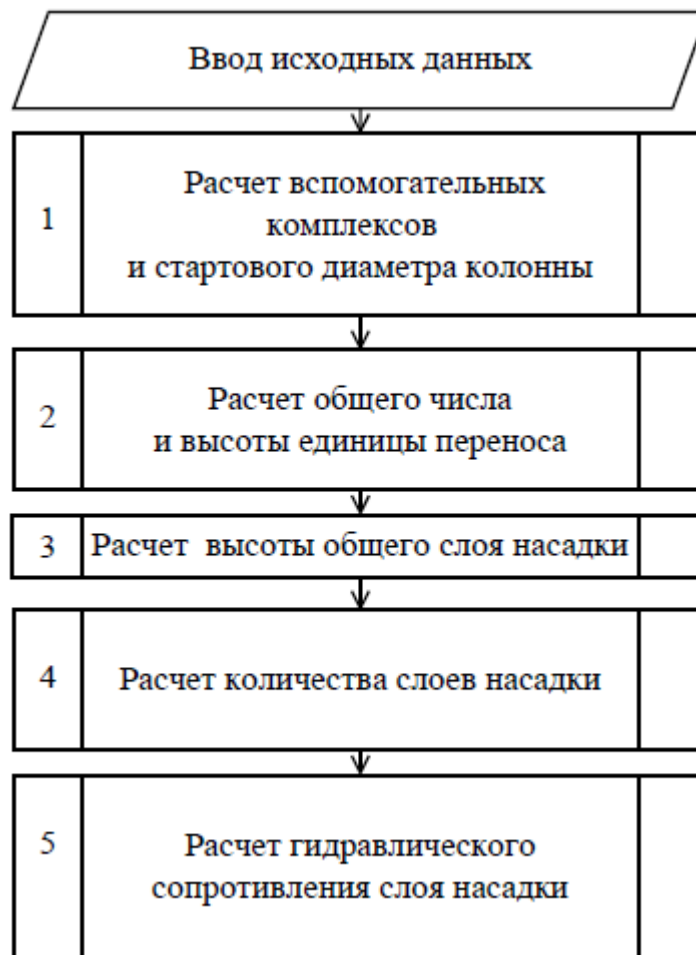 Ввод исходных данных
1
Расчет вспомогательных
комплексов
и стартового диаметра колонны
2
Расчет общего числа
и высоты единицы переноса
3
Расчет высоты общего слоя насадки
4
Расчет количества слоев насадки
5
Расчет гидравлического
сопротивления слоя насадки